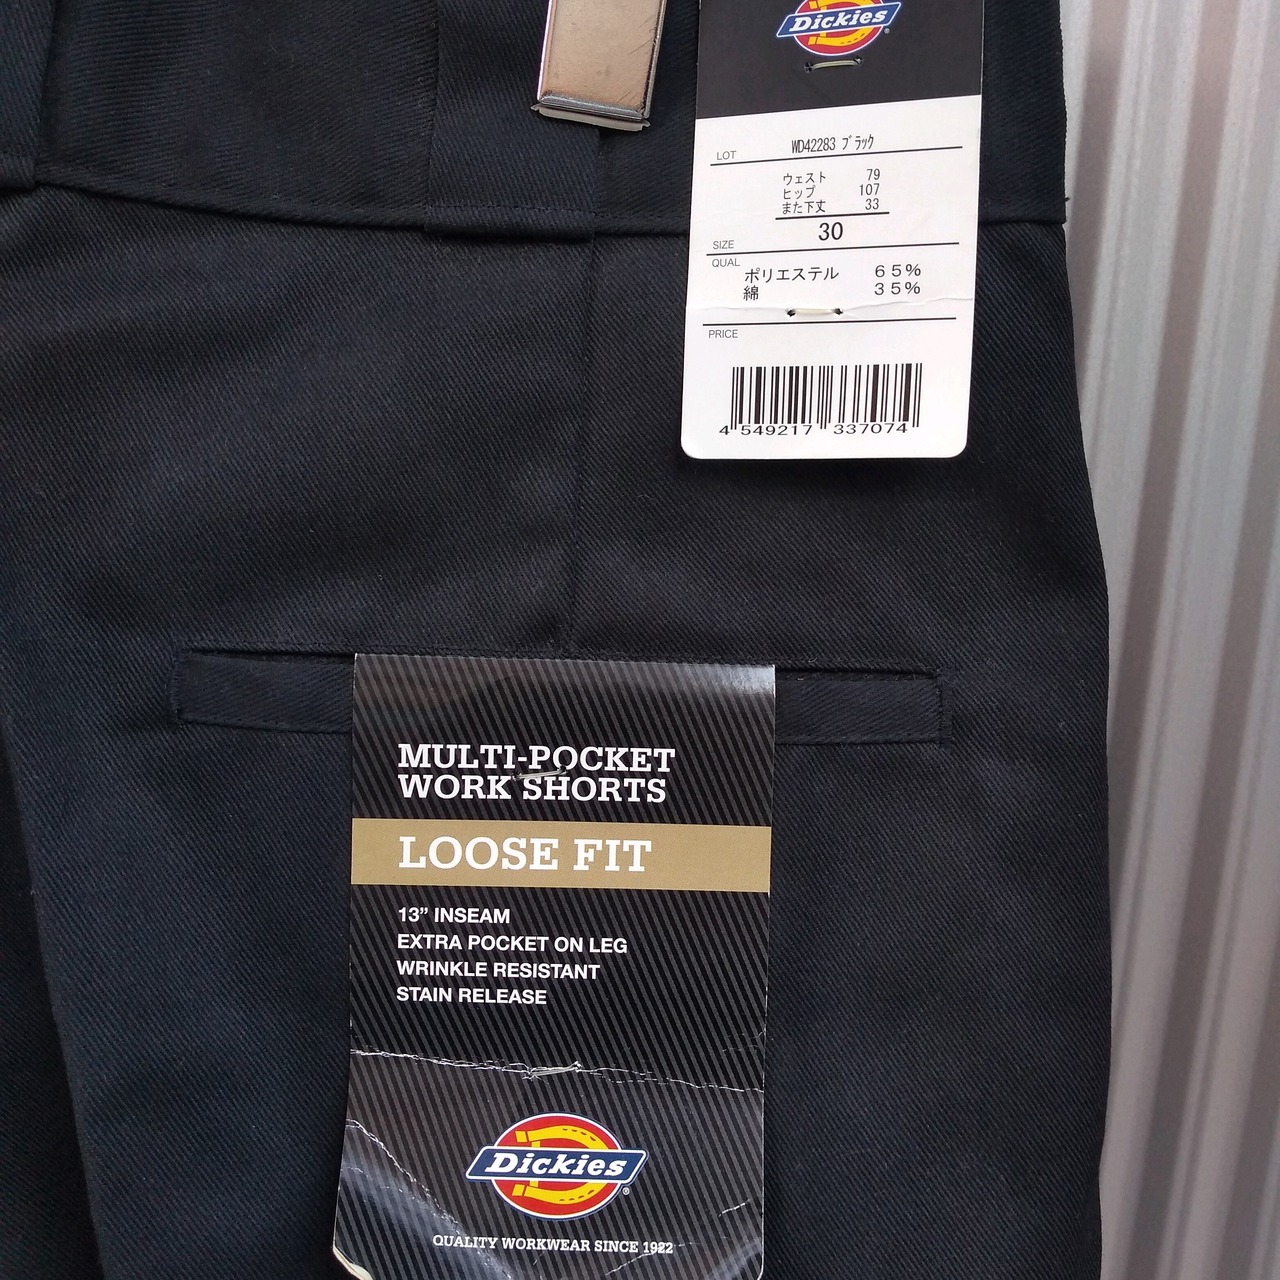 Dickies
LOT WD42283 ブラック
ウェスト 79
ヒップ 107
また下丈 33
SIZE 30
QUAL ポリエステル 65%
綿 35%
PRICE
4 549217 337074
MULTI-POCKET
WORK SHORTS
LOOSE FIT
13” INSEAM
EXTRA POCKET ON LEG
WRINKLE RESISTANT
STAIN RELEASE
Dickies®
QUALITY WORKWEAR SINCE 1922